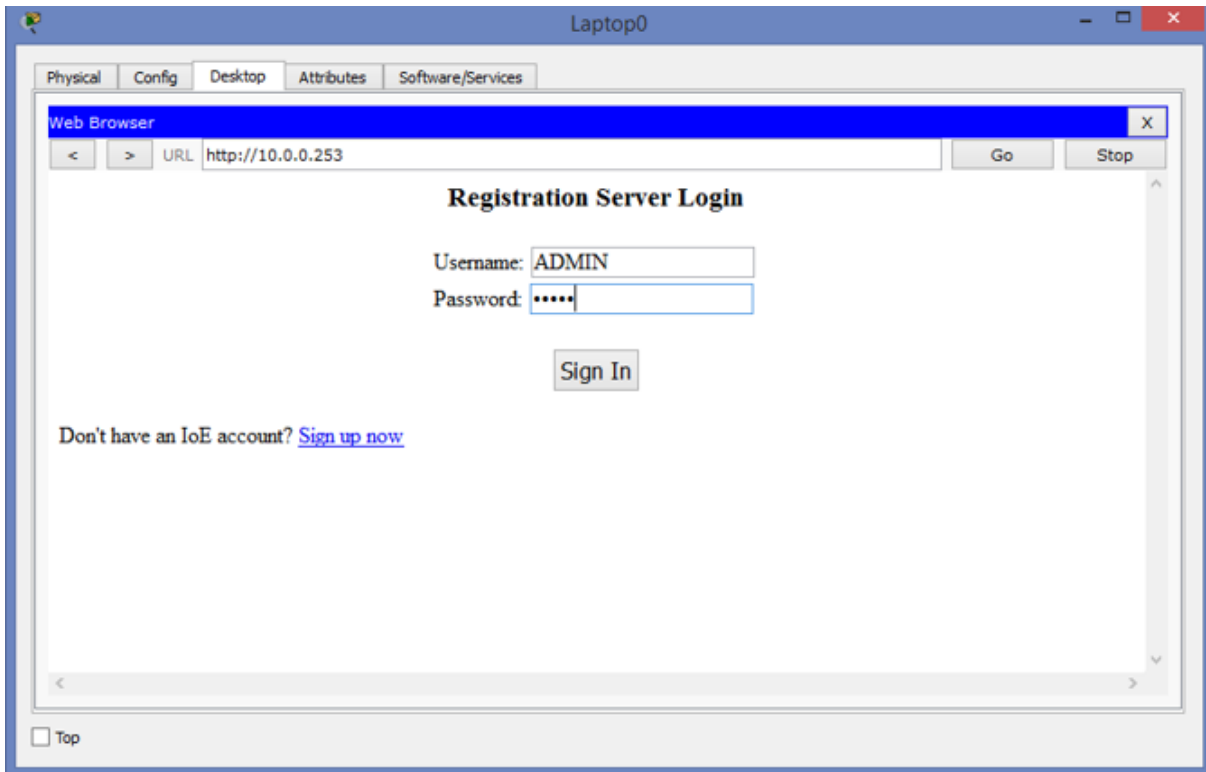 Laptop0
Physical Config Desktop Attributes Software/Services
Web Browser X
< > URL http://10.0.0.253 Go Stop
Registration Server Login
Username: ADMIN
Password: •••••
Sign In
Don't have an IoE account? Sign up now
Top